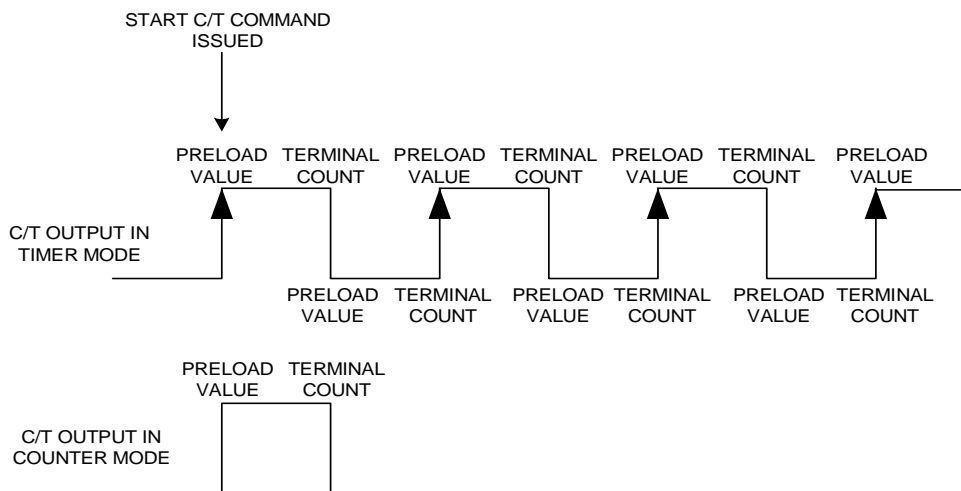 START C/T COMMAND
ISSUED
PRELOAD VALUE
TERMINAL COUNT
PRELOAD VALUE
TERMINAL COUNT
PRELOAD VALUE
TERMINAL COUNT
PRELOAD VALUE
C/T OUTPUT IN
TIMER MODE
PRELOAD VALUE
TERMINAL COUNT
PRELOAD VALUE
TERMINAL COUNT
PRELOAD VALUE
TERMINAL COUNT
PRELOAD VALUE
TERMINAL COUNT
C/T OUTPUT IN
COUNTER MODE